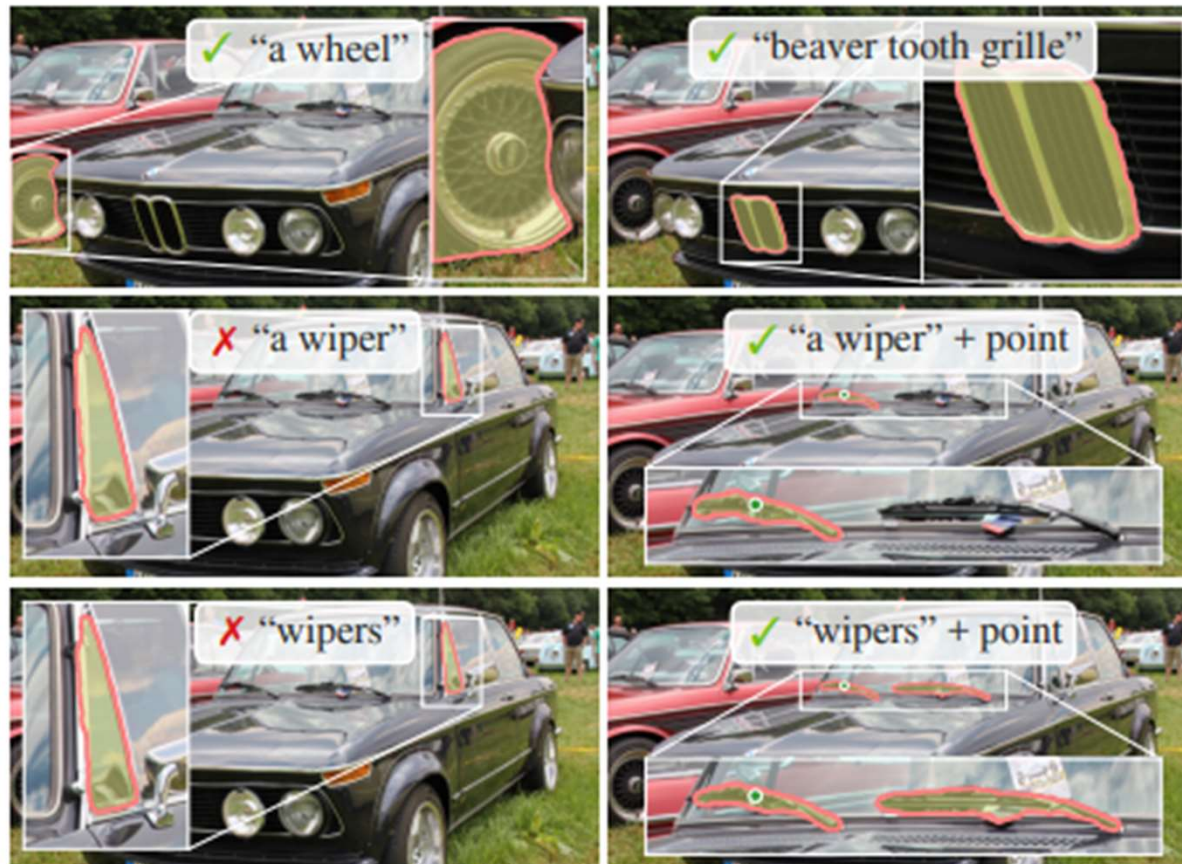 ✓ “a wheel”
✓ “beaver tooth grille”
✗ “a wiper”
✓ “a wiper” + point
✗ “wipers”
✓ “wipers” + point